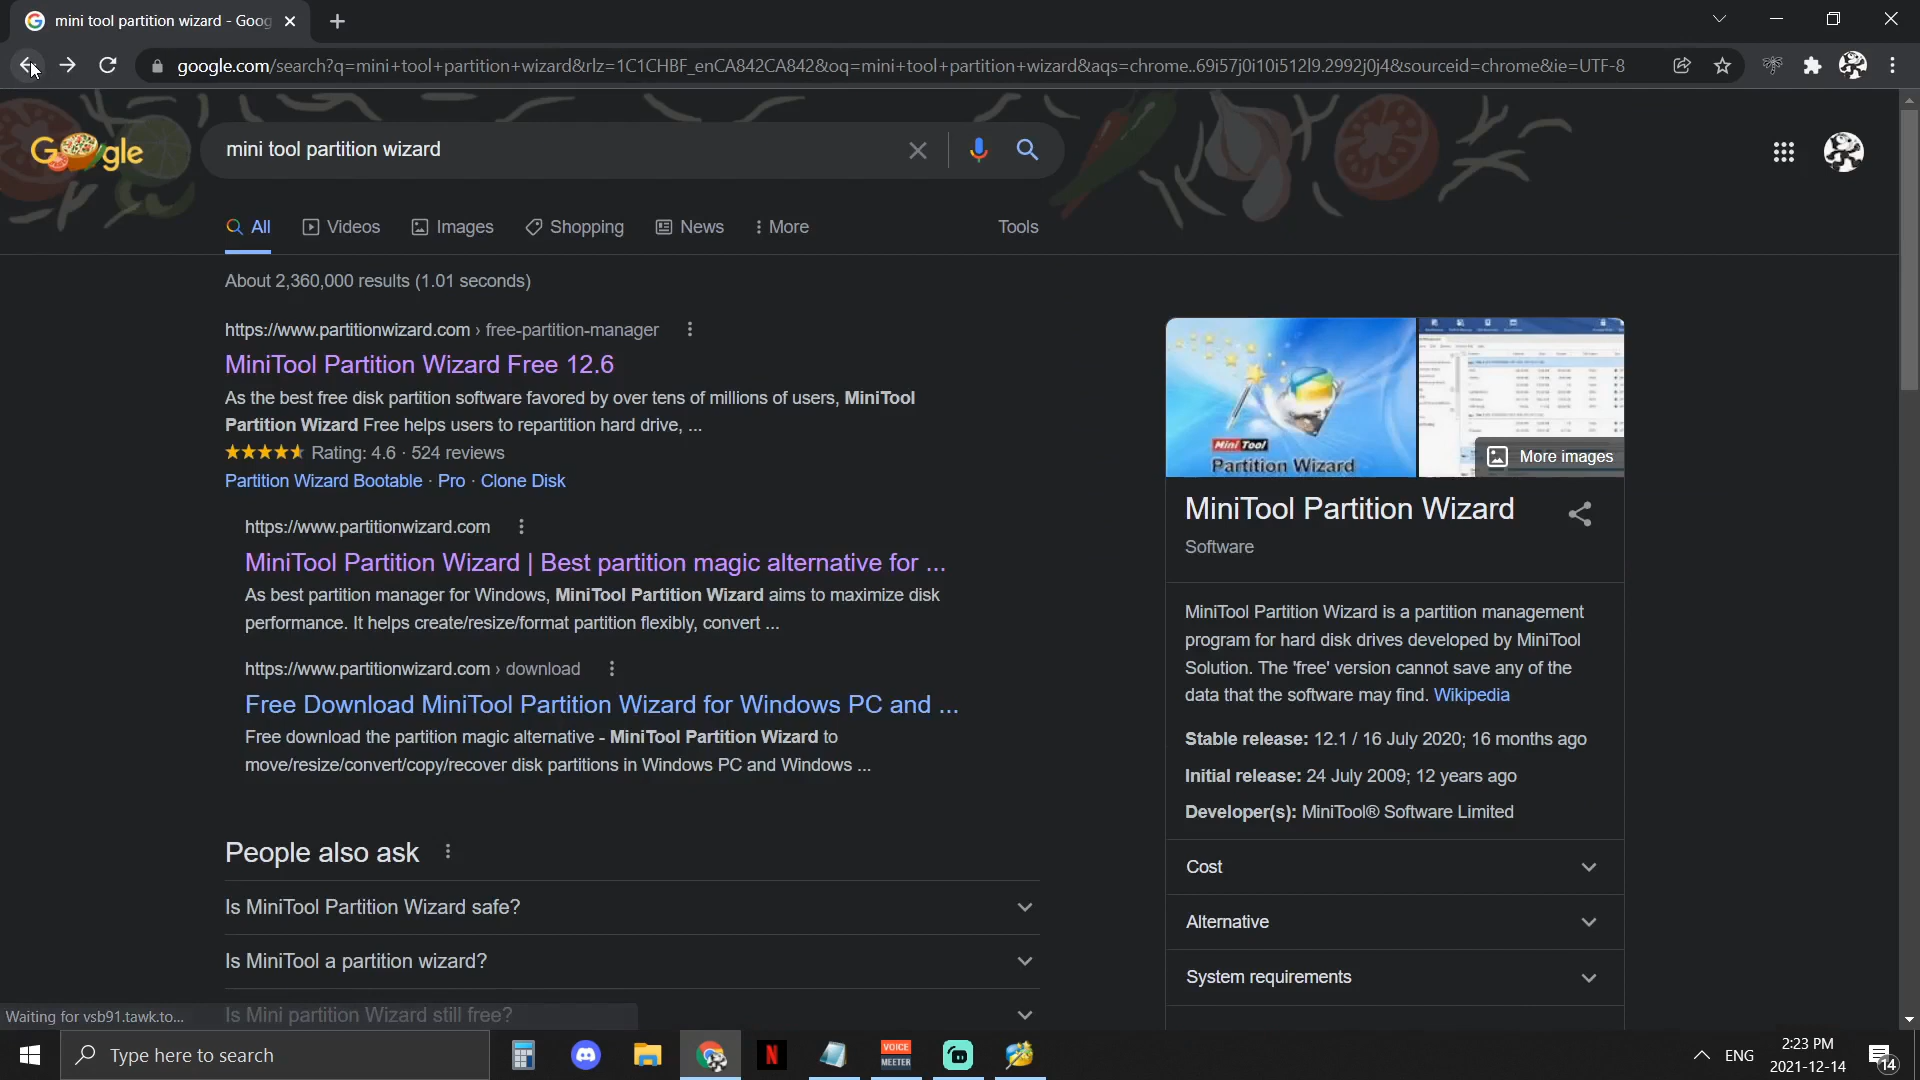 mini tool partition wizard - Goog
google.com/search?q=mini+tool+partition+wizard&rlz=1C1CHBF_enCA842CA842&oq=mini+tool+partition+wizard&aqs=chrome..69i57j0i10i512l9.2992j0j4&sourceid=chrome&ie=UTF-8
Google
mini tool partition wizard
All
Videos
Images
Shopping
News
More
Tools
About 2,360,000 results (1.01 seconds)
https://www.partitionwizard.com › free-partition-manager
MiniTool Partition Wizard Free 12.6
As the best free disk partition software favored by over tens of millions of users, MiniTool
Partition Wizard Free helps users to repartition hard drive, ...
Rating: 4.6 · 524 reviews
Partition Wizard Bootable · Pro · Clone Disk
https://www.partitionwizard.com
MiniTool Partition Wizard | Best partition magic alternative for ...
As best partition manager for Windows, MiniTool Partition Wizard aims to maximize disk
performance. It helps create/resize/format partition flexibly, convert ...
https://www.partitionwizard.com › download
Free Download MiniTool Partition Wizard for Windows PC and ...
Free download the partition magic alternative - MiniTool Partition Wizard to
move/resize/convert/copy/recover disk partitions in Windows PC and Windows ...
People also ask
Is MiniTool Partition Wizard safe?
Is MiniTool a partition wizard?
Is Mini partition Wizard still free?
Mini Tool
Partition Wizard
More images
MiniTool Partition Wizard
Software
MiniTool Partition Wizard is a partition management
program for hard disk drives developed by MiniTool
Solution. The 'free' version cannot save any of the
data that the software may find. Wikipedia
Stable release: 12.1 / 16 July 2020; 16 months ago
Initial release: 24 July 2009; 12 years ago
Developer(s): MiniTool® Software Limited
Cost
Alternative
System requirements
Waiting for vsb91.tawk.to...
Type here to search
N
VOICE
MEETER
ENG
2:23 PM
2021-12-14
14